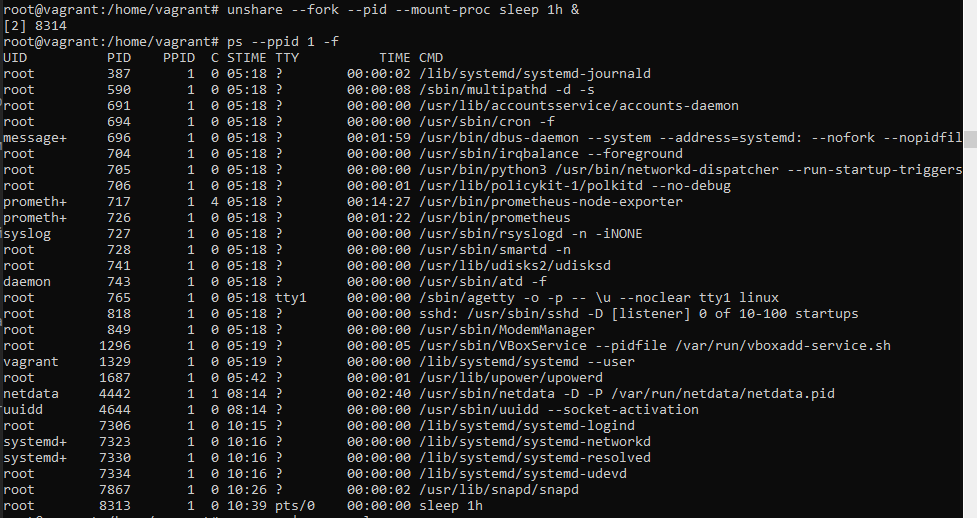 root@vagrant:/home/vagrant# unshare --fork --pid --mount-proc sleep 1h &
[2] 8314
root@vagrant:/home/vagrant# ps --ppid 1 -f
UID PID PPID C STIME TTY TIME CMD
root 387 1 0 05:18 ? 00:00:02 /lib/systemd/systemd-journald
root 590 1 0 05:18 ? 00:00:08 /sbin/multipathd -d -s
root 691 1 0 05:18 ? 00:00:00 /usr/lib/accountsservice/accounts-daemon
root 694 1 0 05:18 ? 00:00:00 /usr/sbin/cron -f
message+ 696 1 0 05:18 ? 00:01:59 /usr/bin/dbus-daemon --system --address=systemd: --nofork --nopidfil
root 704 1 0 05:18 ? 00:00:00 /usr/sbin/irqbalance --foreground
root 705 1 0 05:18 ? 00:00:00 /usr/bin/python3 /usr/bin/networkd-dispatcher --run-startup-triggers
root 706 1 0 05:18 ? 00:00:01 /usr/lib/policykit-1/polkitd --no-debug
prometh+ 717 1 4 05:18 ? 00:14:27 /usr/bin/prometheus-node-exporter
prometh+ 726 1 0 05:18 ? 00:01:22 /usr/bin/prometheus
syslog 727 1 0 05:18 ? 00:00:00 /usr/sbin/rsyslogd -n -iNONE
root 728 1 0 05:18 ? 00:00:00 /usr/sbin/smartd -n
root 741 1 0 05:18 ? 00:00:00 /usr/lib/udisks2/udisksd
daemon 743 1 0 05:18 ? 00:00:00 /usr/sbin/atd -f
root 765 1 0 05:18 tty1 00:00:00 /sbin/agetty -o -p -- \u --noclear tty1 linux
root 818 1 0 05:18 ? 00:00:00 sshd: /usr/sbin/sshd -D [listener] 0 of 10-100 startups
root 849 1 0 05:18 ? 00:00:00 /usr/sbin/ModemManager
root 1296 1 0 05:19 ? 00:00:05 /usr/sbin/VBoxService --pidfile /var/run/vboxadd-service.sh
vagrant 1329 1 0 05:19 ? 00:00:00 /lib/systemd/systemd --user
root 1687 1 0 05:42 ? 00:00:01 /usr/lib/upower/upowerd
netdata 4442 1 1 08:14 ? 00:02:40 /usr/sbin/netdata -D -P /var/run/netdata/netdata.pid
uuidd 4644 1 0 08:14 ? 00:00:00 /usr/sbin/uuidd --socket-activation
root 7306 1 0 10:15 ? 00:00:00 /lib/systemd/systemd-logind
systemd+ 7323 1 0 10:16 ? 00:00:00 /lib/systemd/systemd-networkd
systemd+ 7330 1 0 10:16 ? 00:00:00 /lib/systemd/systemd-resolved
root 7334 1 0 10:16 ? 00:00:00 /lib/systemd/systemd-udevd
root 7867 1 0 10:26 ? 00:00:02 /usr/lib/snapd/snapd
root 8313 1 0 10:39 pts/0 00:00:00 sleep 1h